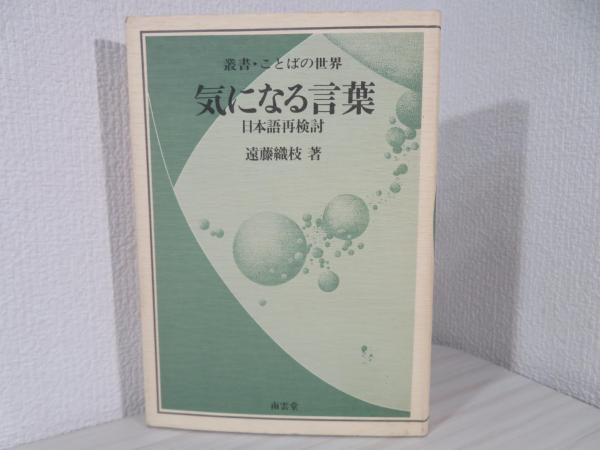 叢書・ことばの世界
気になる言葉
日本語再検討
遠藤織枝 著
南雲堂